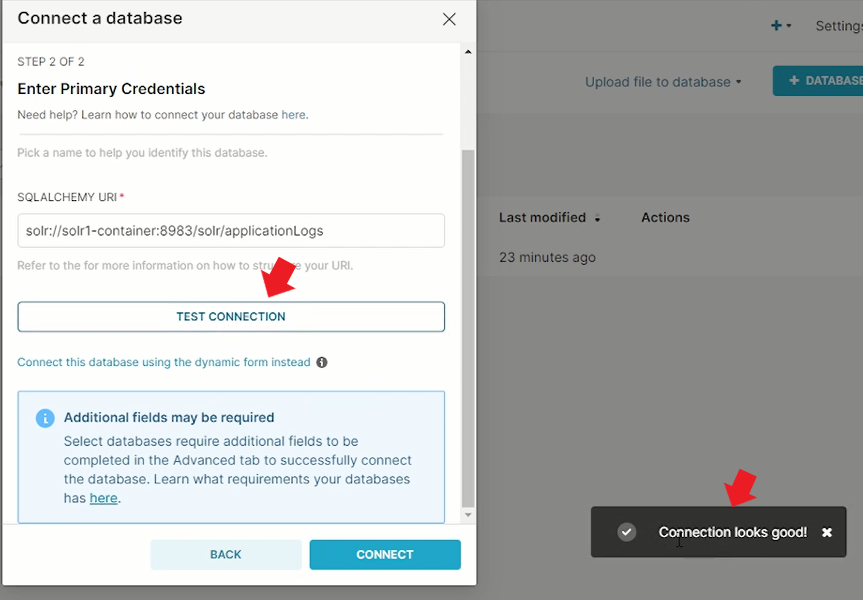 Connect a database
STEP 2 OF 2
Enter Primary Credentials
Need help? Learn how to connect your database here.
Pick a name to help you identify this database.
SQLALCHEMY URI *
solr://solr1-container:8983/solr/applicationLogs
Refer to the for more information on how to your URI.
TEST CONNECTION
Connect this database using the dynamic form instead
Additional fields may be required
Select databases require additional fields to be
completed in the Advanced tab to successfully connect
the database. Learn what requirements your databases
has here.
BACK
CONNECT
Settings
Upload file to database
+ DATABASE
Last modified
Actions
23 minutes ago
Connection looks good!